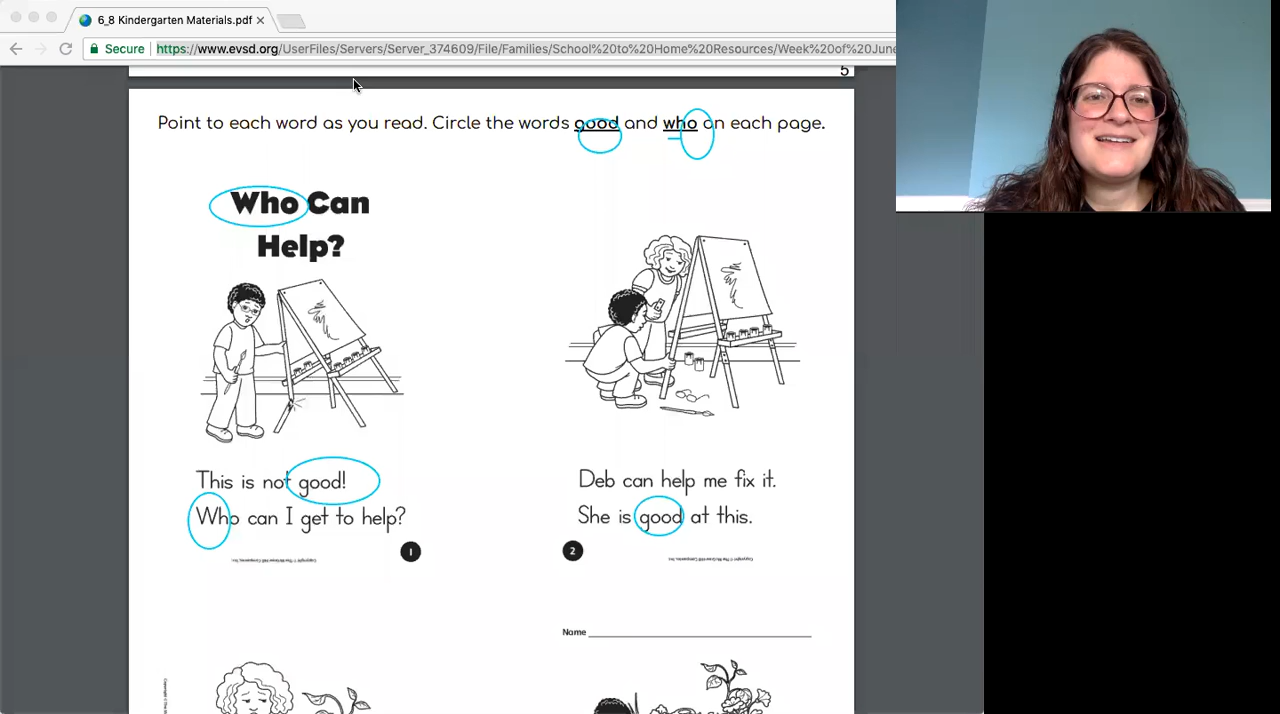 6_8 Kindergarten Materials.pdf
Secure https://www.evsd.org/UserFiles/Servers/Server_374609/File/Families/School%20to%20Home%20Resources/Week%20of%20June
5
Point to each word as you read. Circle the words good and who on each page.
Who Can
Help?
This is not good!
Who can I get to help?
1
Deb can help me fix it.
She is good at this.
2
Name